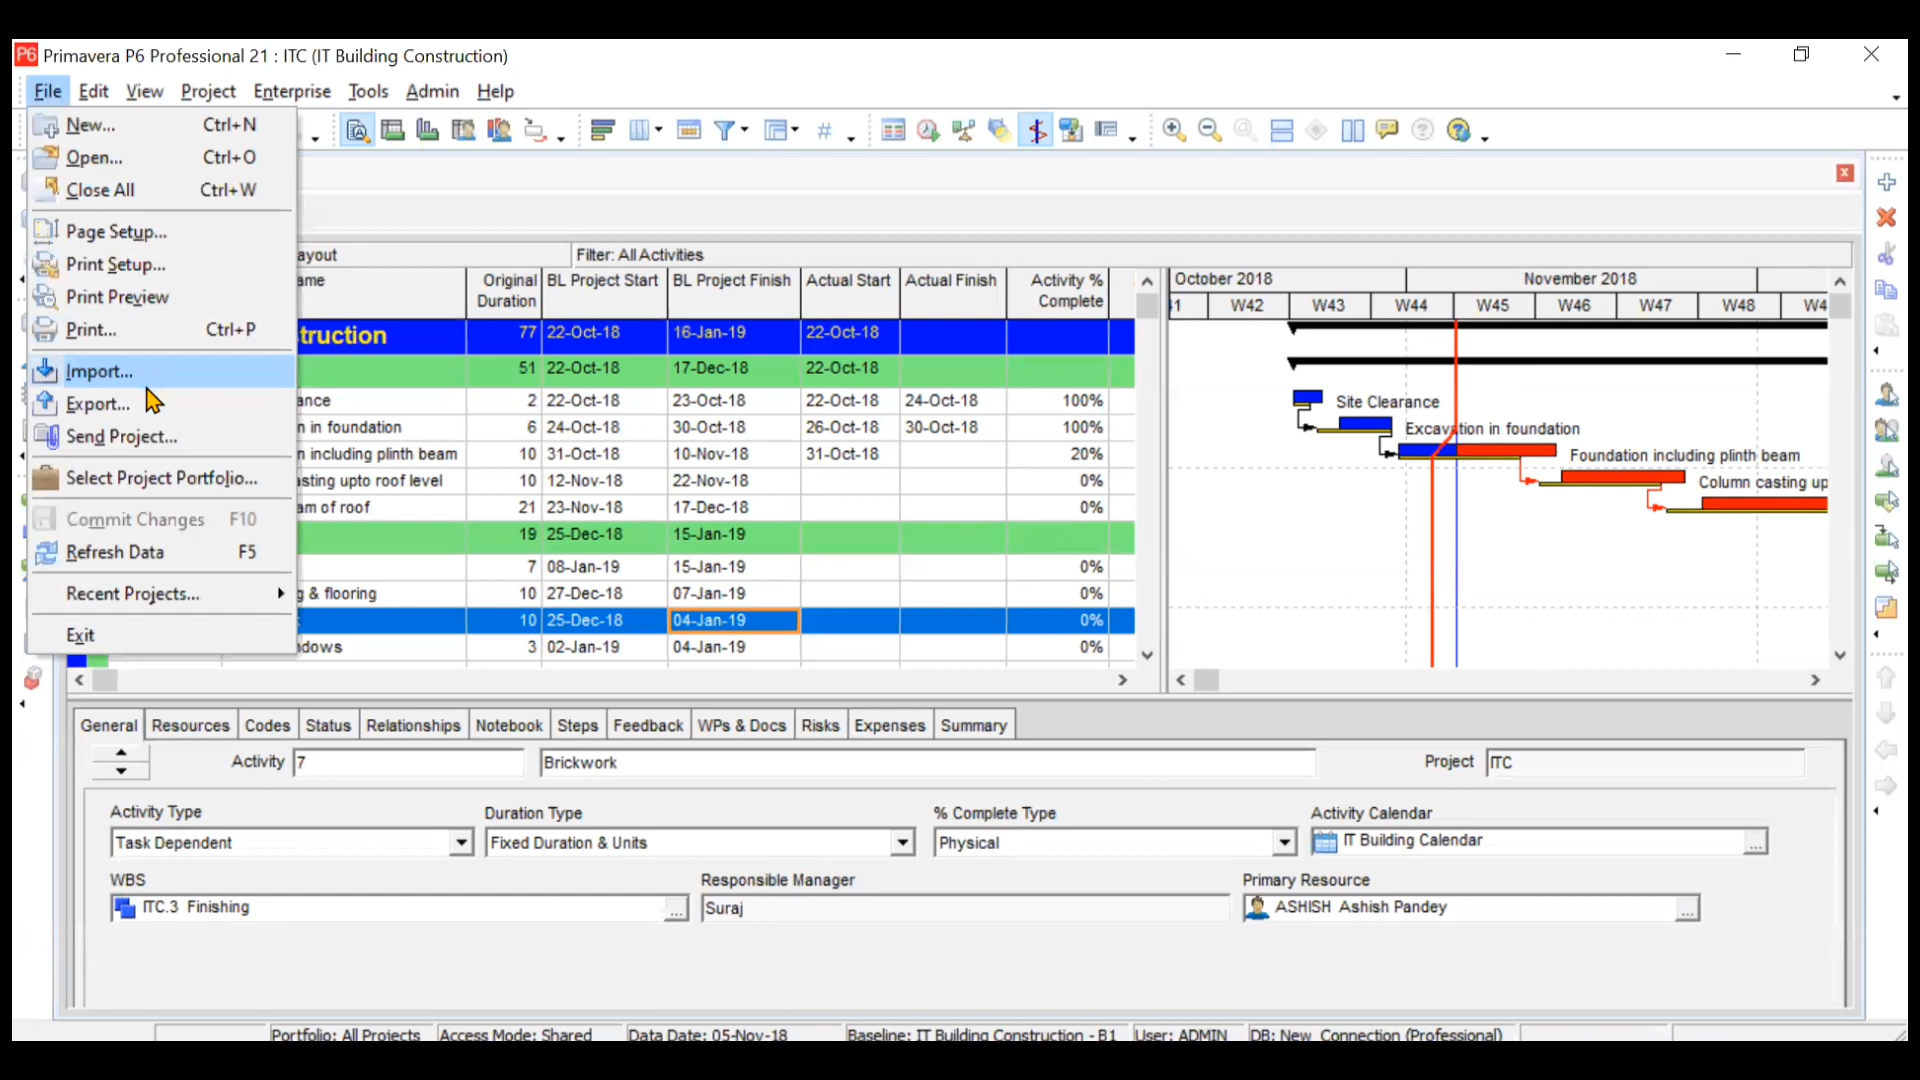 P6 Primavera P6 Professional 21 : ITC (IT Building Construction)
File Edit View Project Enterprise Tools Admin Help
New... Ctrl+N
Open... Ctrl+O
Close All Ctrl+W
Page Setup...
Print Setup...
Print Preview
Print... Ctrl+P
Import...
Export...
Send Project...
Select Project Portfolio...
Commit Changes F10
Refresh Data F5
Recent Projects...
Exit
ayout Filter: All Activities
ame Original Duration BL Project Start BL Project Finish Actual Start Actual Finish Activity % Complete
truction 77 22-Oct-18 16-Jan-19 22-Oct-18
51 22-Oct-18 17-Dec-18 22-Oct-18
ance 2 22-Oct-18 23-Oct-18 22-Oct-18 24-Oct-18 100%
n in foundation 6 24-Oct-18 30-Oct-18 26-Oct-18 30-Oct-18 100%
n including plinth beam 10 31-Oct-18 10-Nov-18 31-Oct-18 20%
asting upto roof level 10 12-Nov-18 22-Nov-18 0%
am of roof 21 23-Nov-18 17-Dec-18 0%
19 25-Dec-18 15-Jan-19
7 08-Jan-19 15-Jan-19 0%
g & flooring 10 27-Dec-18 07-Jan-19 0%
10 25-Dec-18 04-Jan-19 0%
dows 3 02-Jan-19 04-Jan-19 0%
October 2018 November 2018
41 W42 W43 W44 W45 W46 W47 W48 W4
Site Clearance
Excavation in foundation
Foundation including plinth beam
Column casting up
General Resources Codes Status Relationships Notebook Steps Feedback WPs & Docs Risks Expenses Summary
Activity 7 Brickwork Project ITC
Activity Type Duration Type % Complete Type Activity Calendar
Task Dependent Fixed Duration & Units Physical IT Building Calendar
WBS Responsible Manager Primary Resource
ITC.3 Finishing Suraj ASHISH Ashish Pandey
Portfolio: All Projects Access Mode: Shared Data Date: 05-Nov-18 Baseline: IT Building Construction - B1 User: ADMIN DB: New_Connection (Professional)